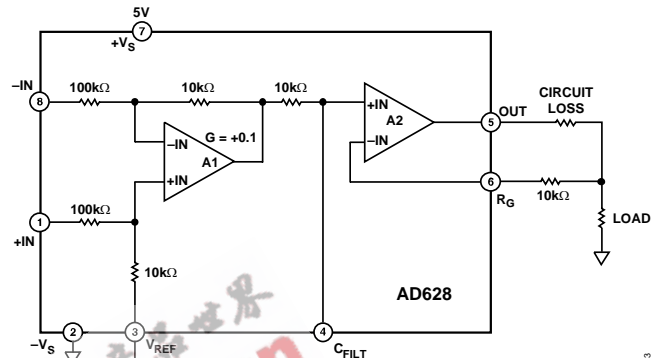 5V
+VS
7
–IN
8
100kΩ
10kΩ
10kΩ
CIRCUIT
LOSS
+IN
–IN
A2
OUT
5
G = +0.1
–IN
A1
+IN
6
RG
10kΩ
LOAD
1
+IN
100kΩ
10kΩ
AD628
–VS
2
3
VREF
4
CFILT